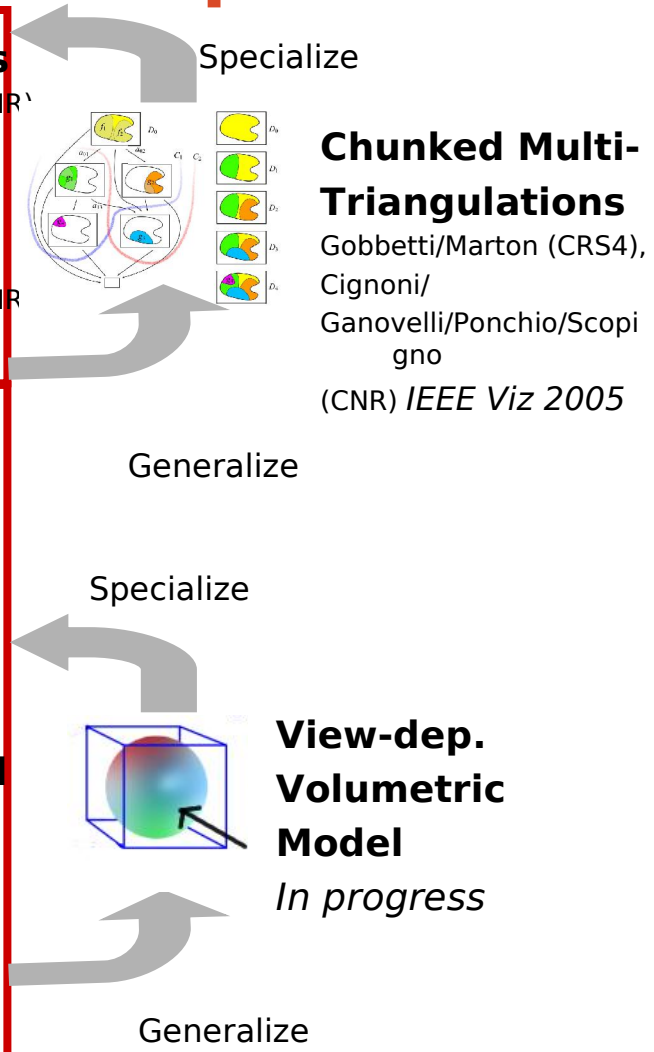 Specialize
Chunked Multi-
Triangulations
Gobbetti/Marton (CRS4),
Cignoni/
Ganovelli/Ponchio/Scopi
gno
(CNR) IEEE Viz 2005
Generalize
Specialize
View-dep.
Volumetric
Model
In progress
Generalize